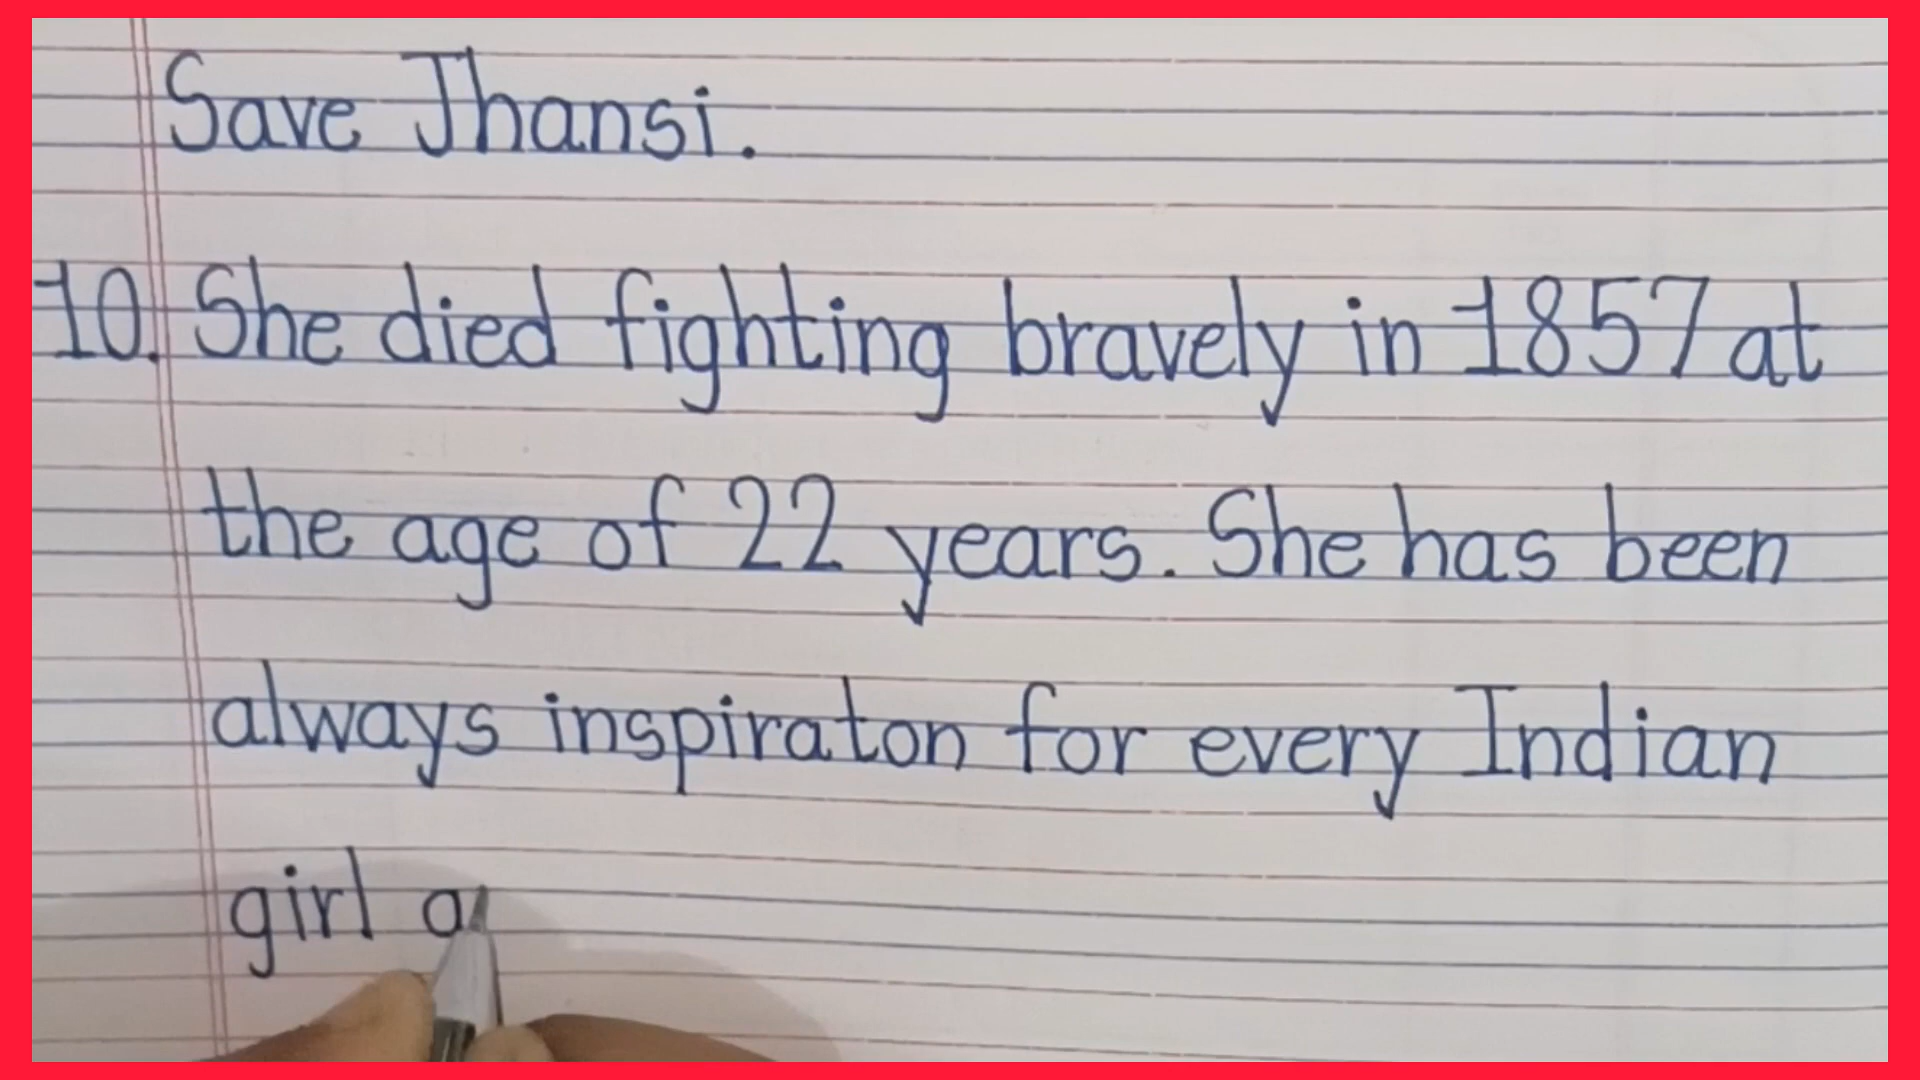 Save Jhansi.
10. She died fighting bravely in 1857 at
the age of 22 years. She has been
always inspiraton for every Indian
girl a